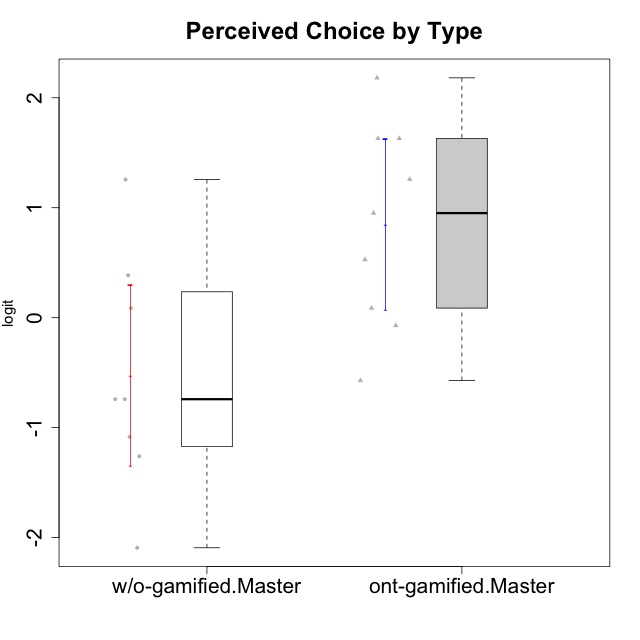 Perceived Choice by Type
logit
2
1
0
-1
-2
w/o-gamified.Master
ont-gamified.Master